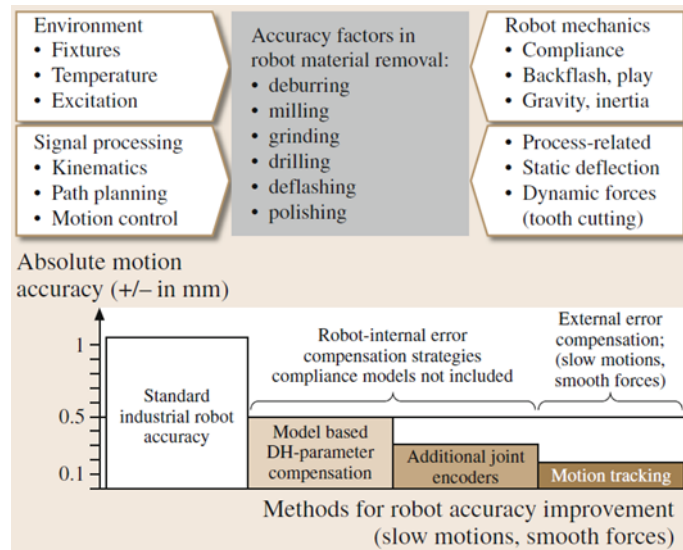 Environment
• Fixtures
• Temperature
• Excitation
Signal processing
• Kinematics
• Path planning
• Motion control
Accuracy factors in
robot material removal:
• deburring
• milling
• grinding
• drilling
• deflashing
• polishing
Robot mechanics
• Compliance
• Backflash, play
• Gravity, inertia
• Process-related
• Static deflection
• Dynamic forces
(tooth cutting)
Absolute motion
accuracy (+/– in mm)
1
0.5
0.1
Standard
industrial robot
accuracy
Robot-internal error
compensation strategies
compliance models not included
Model based
DH-parameter
compensation
Additional joint
encoders
External error
compensation;
(slow motions,
smooth forces)
Motion tracking
Methods for robot accuracy improvement
(slow motions, smooth forces)